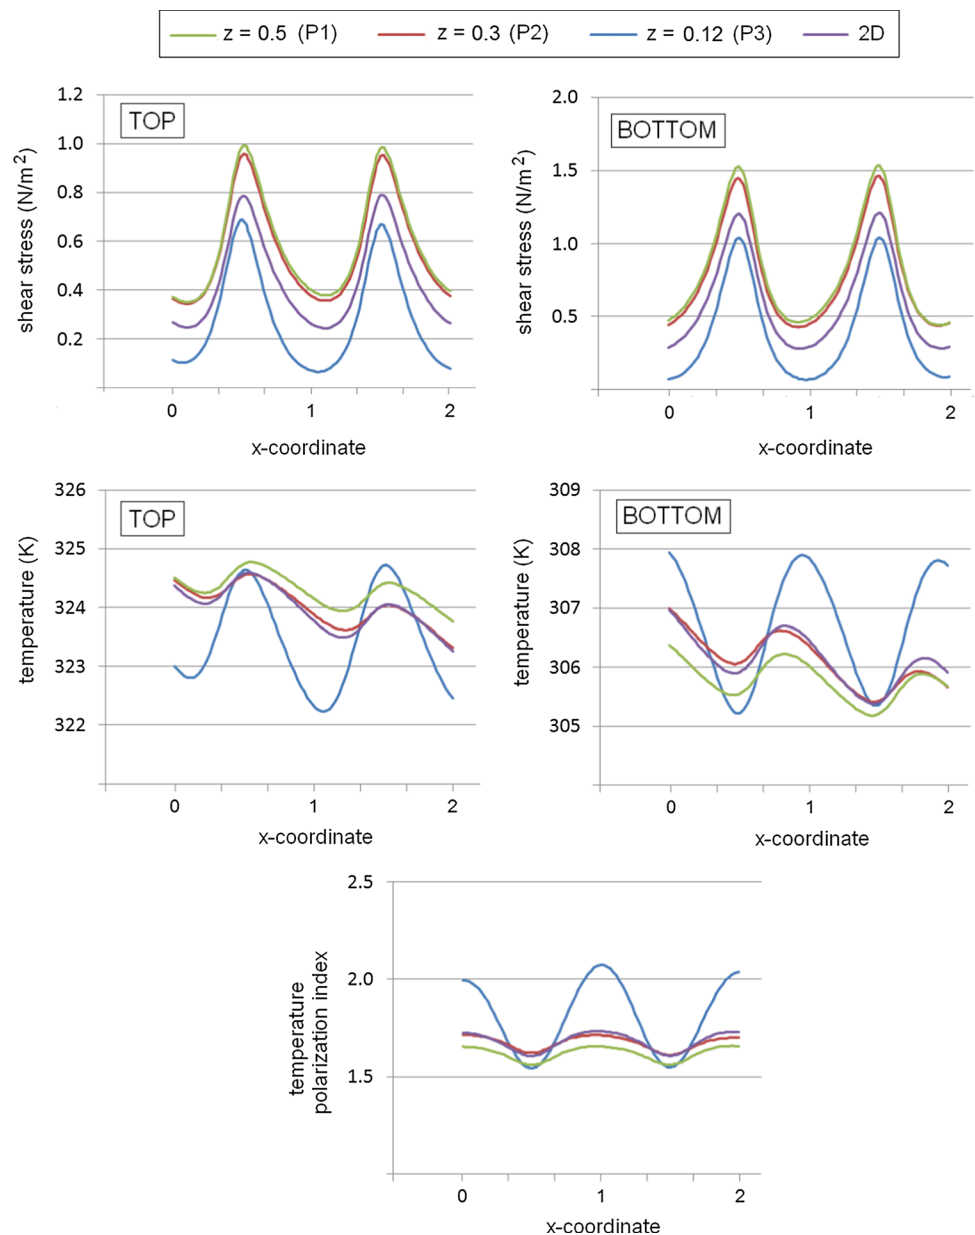 z = 0.5 (P1) z = 0.3 (P2) z = 0.12 (P3) 2D
TOP
shear stress (N/m²)
1.2
1.0
0.8
0.6
0.4
0.2
0 1 2
x-coordinate
BOTTOM
shear stress (N/m²)
2.0
1.5
1.0
0.5
0 1 2
x-coordinate
TOP
temperature (K)
326
325
324
323
322
0 1 2
x-coordinate
BOTTOM
temperature (K)
309
308
307
306
305
0 1 2
x-coordinate
temperature
polarization index
2.5
2.0
1.5
0 1 2
x-coordinate